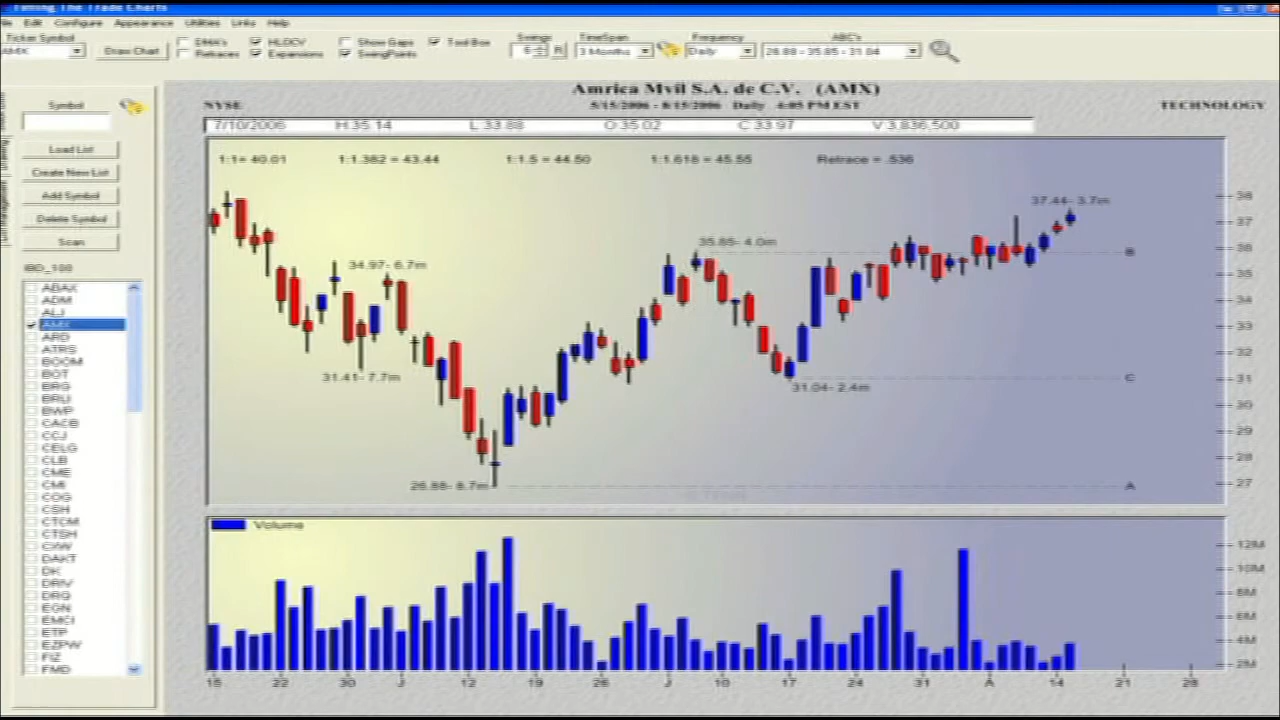 Timing The Trade Charts
Edit Configure Appearance Utilities Links Help
Ticker Symbol
AMX
Draw Chart
DMA's
HLOCV
Show Gaps
Tool Box
Retraces
Expansions
SwingPoints
Swings
6
R
TimeSpan
3 Months
Frequency
Daily
ABC's
26.88 - 35.85 - 31.04
Symbol
Load List
Create New List
Add Symbol
Delete Symbol
Scan
IBD_100
ABAX
ADM
ALJ
AMX
ARD
ATRS
BOOM
BOT
BRG
BRLI
BWP
CACB
CCJ
CELG
CLB
CME
CMI
COG
CSH
CTCM
CTSH
CXW
DAKT
DK
DRIV
DRQ
EGN
EMCI
ETP
EZPW
FIZ
FMD
Amrica Mvil S.A. de C.V. (AMX)
NYSE
5/15/2006 - 8/15/2006 Daily 4:05 PM EST
TECHNOLOGY
7/10/2006 H:35.14 L:33.88 O:35.02 C:33.97 V:3,836,500
1:1= 40.01 1:1.382 = 43.44 1:1.5 = 44.50 1:1.618 = 45.55 Retrace = .536
37.44- 3.7m
35.85- 4.0m
34.97- 6.7m
31.41- 7.7m
31.04- 2.4m
26.88- 8.7m
B
C
A
38
37
36
35
34
33
32
31
30
29
28
27
Volume
12M
10M
8M
6M
4M
2M
15 22 30 J 12 19 26 J 10 17 24 31 A 14 21 28